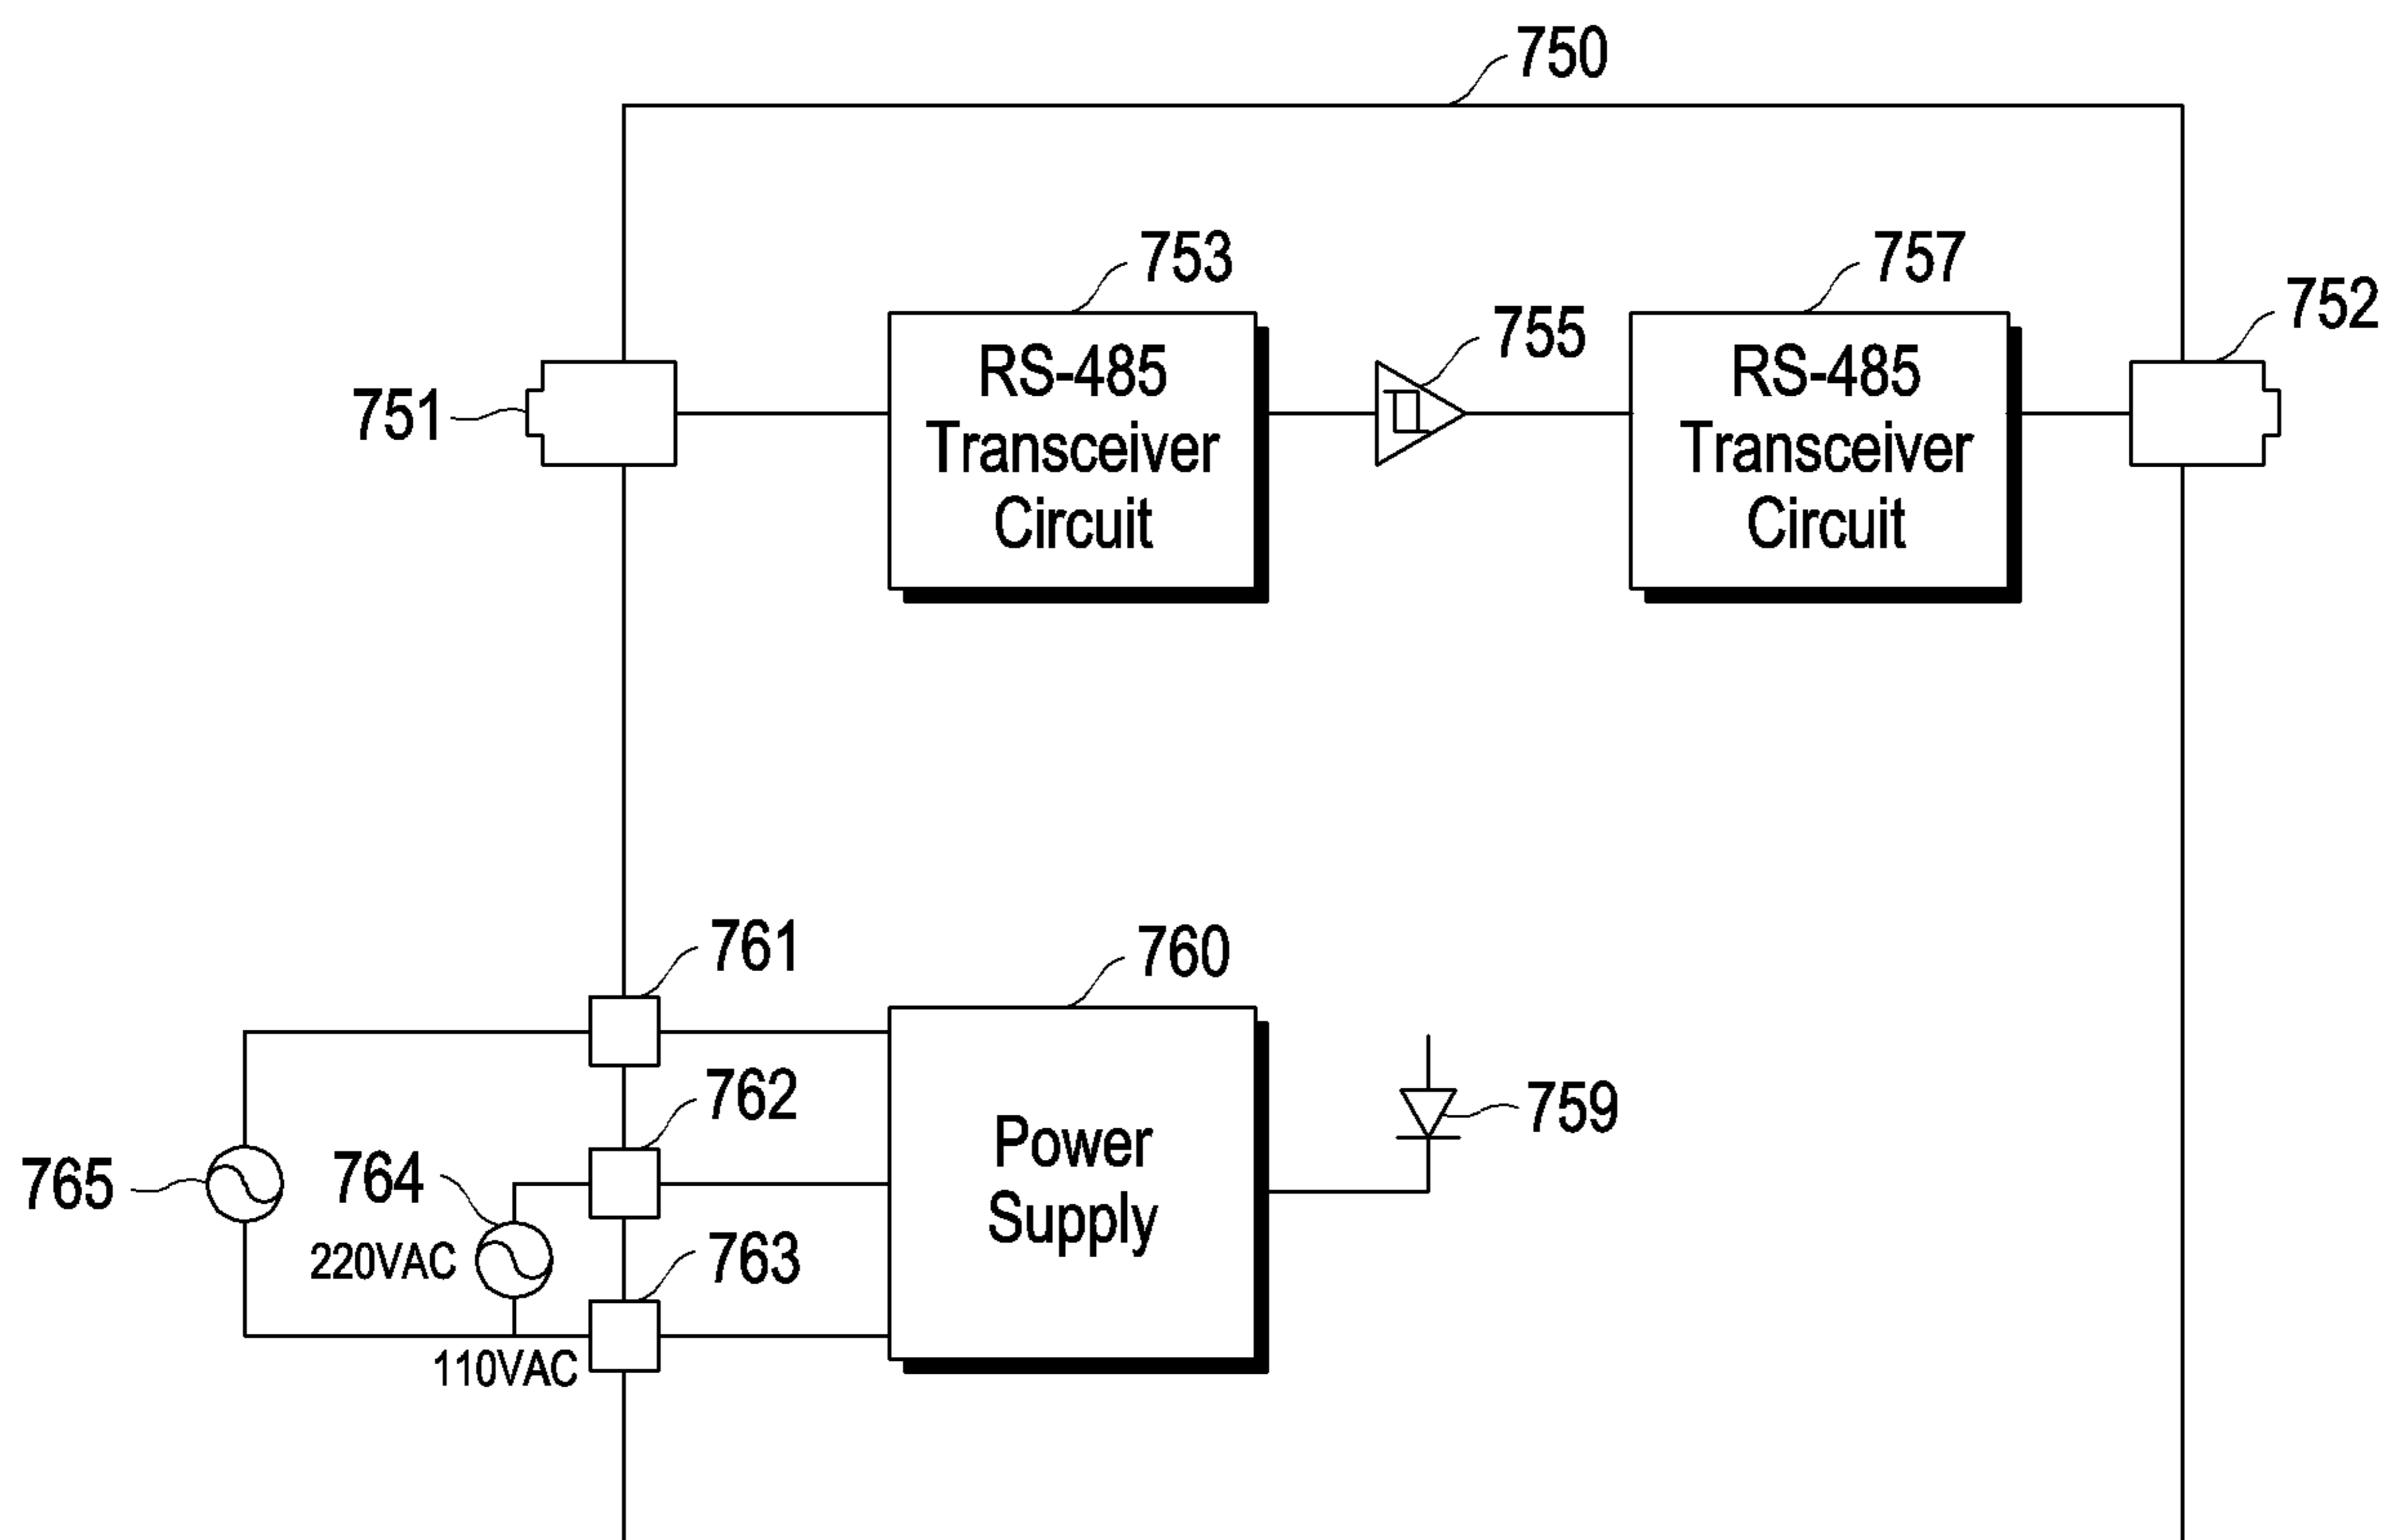 750
753
757
752
755
751
RS-485
Transceiver
Circuit
RS-485
Transceiver
Circuit
761
760
762
759
765
764
Power
Supply
220VAC
763
110VAC